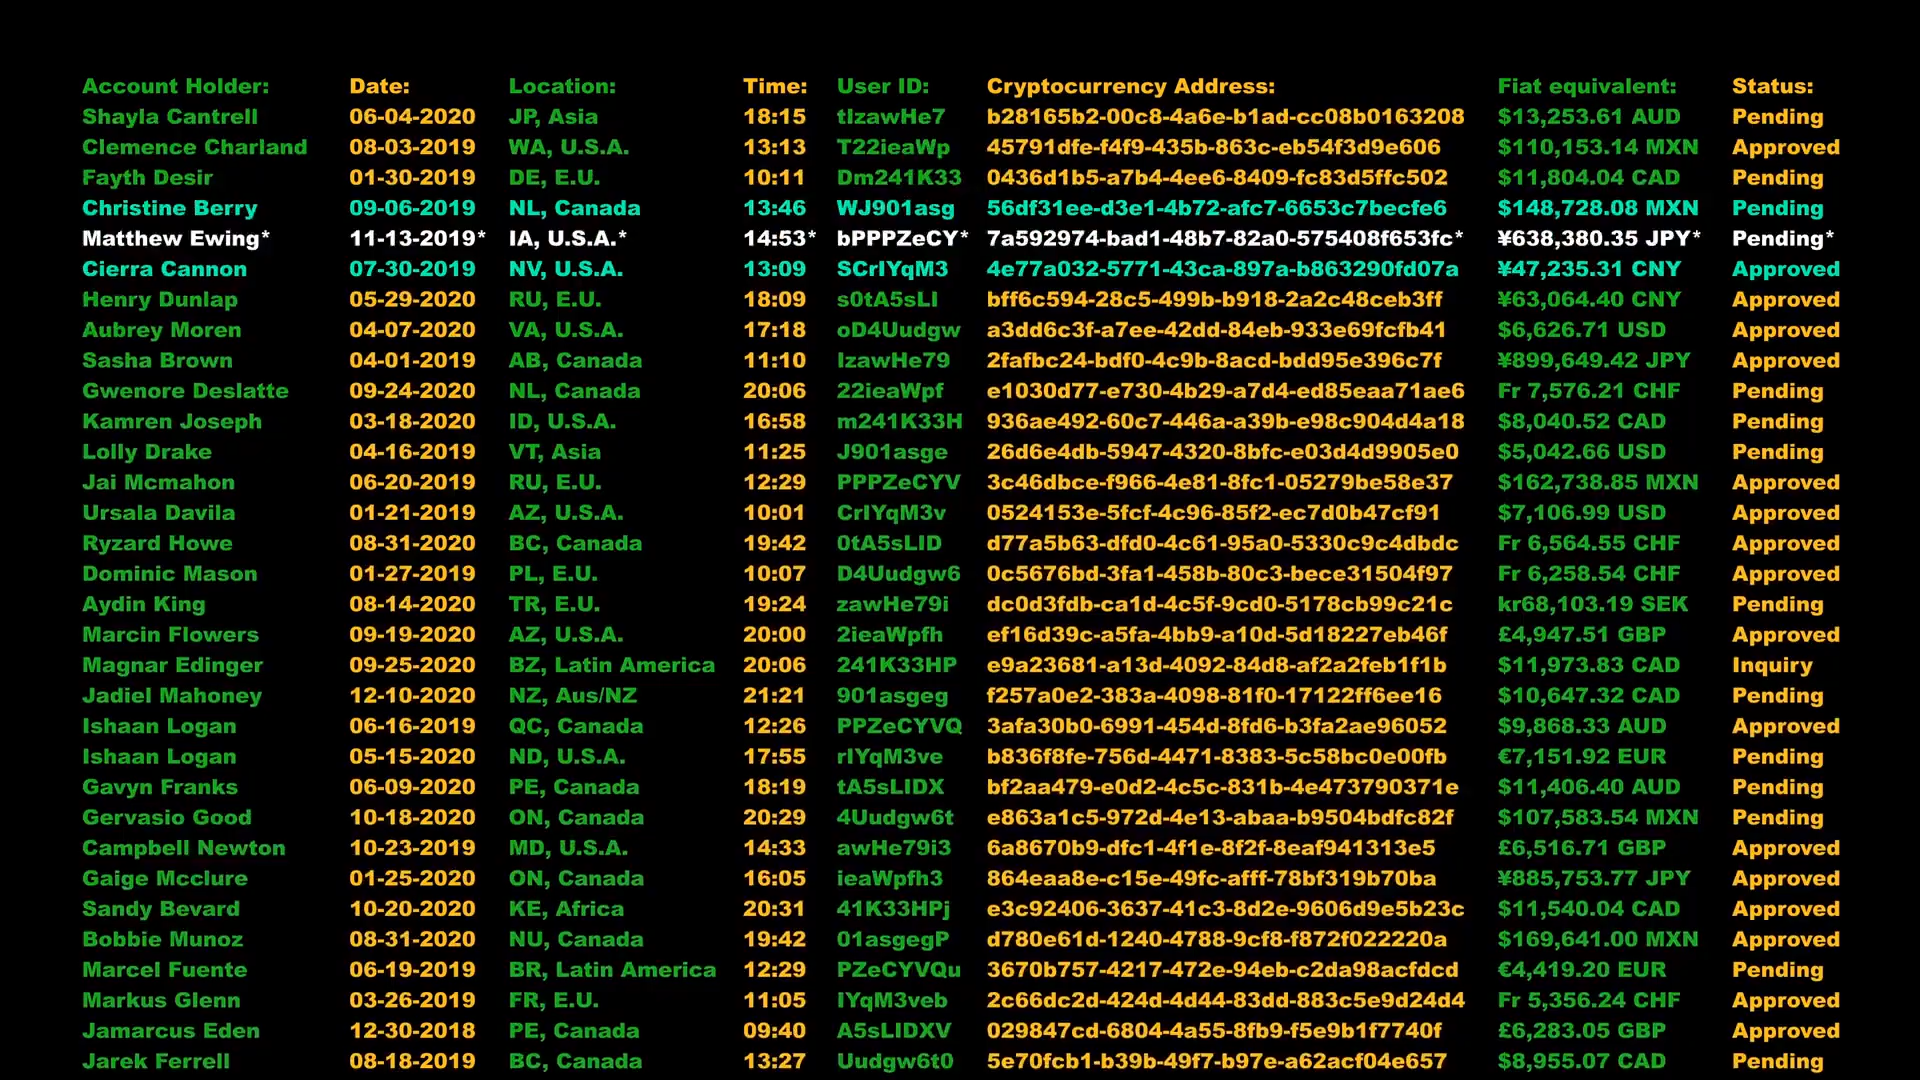 Account Holder: Date: Location: Time: User ID: Cryptocurrency Address: Fiat equivalent: Status:
Shayla Cantrell 06-04-2020 JP, Asia 18:15 tIzawHe7 b28165b2-00c8-4a6e-b1ad-cc08b0163208 $13,253.61 AUD Pending
Clemence Charland 08-03-2019 WA, U.S.A. 13:13 T22ieaWp 45791dfe-f4f9-435b-863c-eb54f3d9e606 $110,153.14 MXN Approved
Fayth Desir 01-30-2019 DE, E.U. 10:11 Dm241K33 0436d1b5-a7b4-4ee6-8409-fc83d5ffc502 $11,804.04 CAD Pending
Christine Berry 09-06-2019 NL, Canada 13:46 WJ901asg 56df31ee-d3e1-4b72-afc7-6653c7becfe6 $148,728.08 MXN Pending
Matthew Ewing* 11-13-2019* IA, U.S.A.* 14:53* bPPPZeCY* 7a592974-bad1-48b7-82a0-575408f653fc* ¥638,380.35 JPY* Pending*
Cierra Cannon 07-30-2019 NV, U.S.A. 13:09 SCrIYqM3 4e77a032-5771-43ca-897a-b863290fd07a ¥47,235.31 CNY Approved
Henry Dunlap 05-29-2020 RU, E.U. 18:09 s0tA5sLI bff6c594-28c5-499b-b918-2a2c48ceb3ff ¥63,064.40 CNY Approved
Aubrey Moren 04-07-2020 VA, U.S.A. 17:18 oD4Uudgw a3dd6c3f-a7ee-42dd-84eb-933e69fcfb41 $6,626.71 USD Approved
Sasha Brown 04-01-2019 AB, Canada 11:10 IzawHe79 2fafbc24-bdf0-4c9b-8acd-bdd95e396c7f ¥899,649.42 JPY Approved
Gwenore Deslatte 09-24-2020 NL, Canada 20:06 22ieaWpf e1030d77-e730-4b29-a7d4-ed85eaa71ae6 Fr 7,576.21 CHF Pending
Kamren Joseph 03-18-2020 ID, U.S.A. 16:58 m241K33H 936ae492-60c7-446a-a39b-e98c904d4a18 $8,040.52 CAD Pending
Lolly Drake 04-16-2019 VT, Asia 11:25 J901asge 26d6e4db-5947-4320-8bfc-e03d4d9905e0 $5,042.66 USD Pending
Jai Mcmahon 06-20-2019 RU, E.U. 12:29 PPPZeCYV 3c46dbce-f966-4e81-8fc1-05279be58e37 $162,738.85 MXN Approved
Ursala Davila 01-21-2019 AZ, U.S.A. 10:01 CrIYqM3v 0524153e-5fcf-4c96-85f2-ec7d0b47cf91 $7,106.99 USD Approved
Ryzard Howe 08-31-2020 BC, Canada 19:42 0tA5sLID d77a5b63-dfd0-4c61-95a0-5330c9c4dbdc Fr 6,564.55 CHF Approved
Dominic Mason 01-27-2019 PL, E.U. 10:07 D4Uudgw6 0c5676bd-3fa1-458b-80c3-bece31504f97 Fr 6,258.54 CHF Approved
Aydin King 08-14-2020 TR, E.U. 19:24 zawHe79i dc0d3fdb-ca1d-4c5f-9cd0-5178cb99c21c kr68,103.19 SEK Pending
Marcin Flowers 09-19-2020 AZ, U.S.A. 20:00 2ieaWpfh ef16d39c-a5fa-4bb9-a10d-5d18227eb46f £4,947.51 GBP Approved
Magnar Edinger 09-25-2020 BZ, Latin America 20:06 241K33HP e9a23681-a13d-4092-84d8-af2a2feb1f1b $11,973.83 CAD Inquiry
Jadiel Mahoney 12-10-2020 NZ, Aus/NZ 21:21 901asgeg f257a0e2-383a-4098-81f0-17122ff6ee16 $10,647.32 CAD Pending
Ishaan Logan 06-16-2019 QC, Canada 12:26 PPZeCYVQ 3afa30b0-6991-454d-8fd6-b3fa2ae96052 $9,868.33 AUD Approved
Ishaan Logan 05-15-2020 ND, U.S.A. 17:55 rIYqM3ve b836f8fe-756d-4471-8383-5c58bc0e00fb €7,151.92 EUR Pending
Gavyn Franks 06-09-2020 PE, Canada 18:19 tA5sLIDX bf2aa479-e0d2-4c5c-831b-4e473790371e $11,406.40 AUD Pending
Gervasio Good 10-18-2020 ON, Canada 20:29 4Uudgw6t e863a1c5-972d-4e13-abaa-b9504bdfc82f $107,583.54 MXN Pending
Campbell Newton 10-23-2019 MD, U.S.A. 14:33 awHe79i3 6a8670b9-dfc1-4f1e-8f2f-8eaf941313e5 £6,516.71 GBP Approved
Gaige Mcclure 01-25-2020 ON, Canada 16:05 ieaWpfh3 864eaa8e-c15e-49fc-afff-78bf319b70ba ¥885,753.77 JPY Approved
Sandy Bevard 10-20-2020 KE, Africa 20:31 41K33HPj e3c92406-3637-41c3-8d2e-9606d9e5b23c $11,540.04 CAD Approved
Bobbie Munoz 08-31-2020 NU, Canada 19:42 01asgegP d780e61d-1240-4788-9cf8-f872f022220a $169,641.00 MXN Approved
Marcel Fuente 06-19-2019 BR, Latin America 12:29 PZeCYVQu 3670b757-4217-472e-94eb-c2da98acfdcd €4,419.20 EUR Pending
Markus Glenn 03-26-2019 FR, E.U. 11:05 IYqM3veb 2c66dc2d-424d-4d44-83dd-883c5e9d24d4 Fr 5,356.24 CHF Approved
Jamarcus Eden 12-30-2018 PE, Canada 09:40 A5sLIDXV 029847cd-6804-4a55-8fb9-f5e9b1f7740f £6,283.05 GBP Approved
Jarek Ferrell 08-18-2019 BC, Canada 13:27 Uudgw6t0 5e70fcb1-b39b-49f7-b97e-a62acf04e657 $8,955.07 CAD Pending